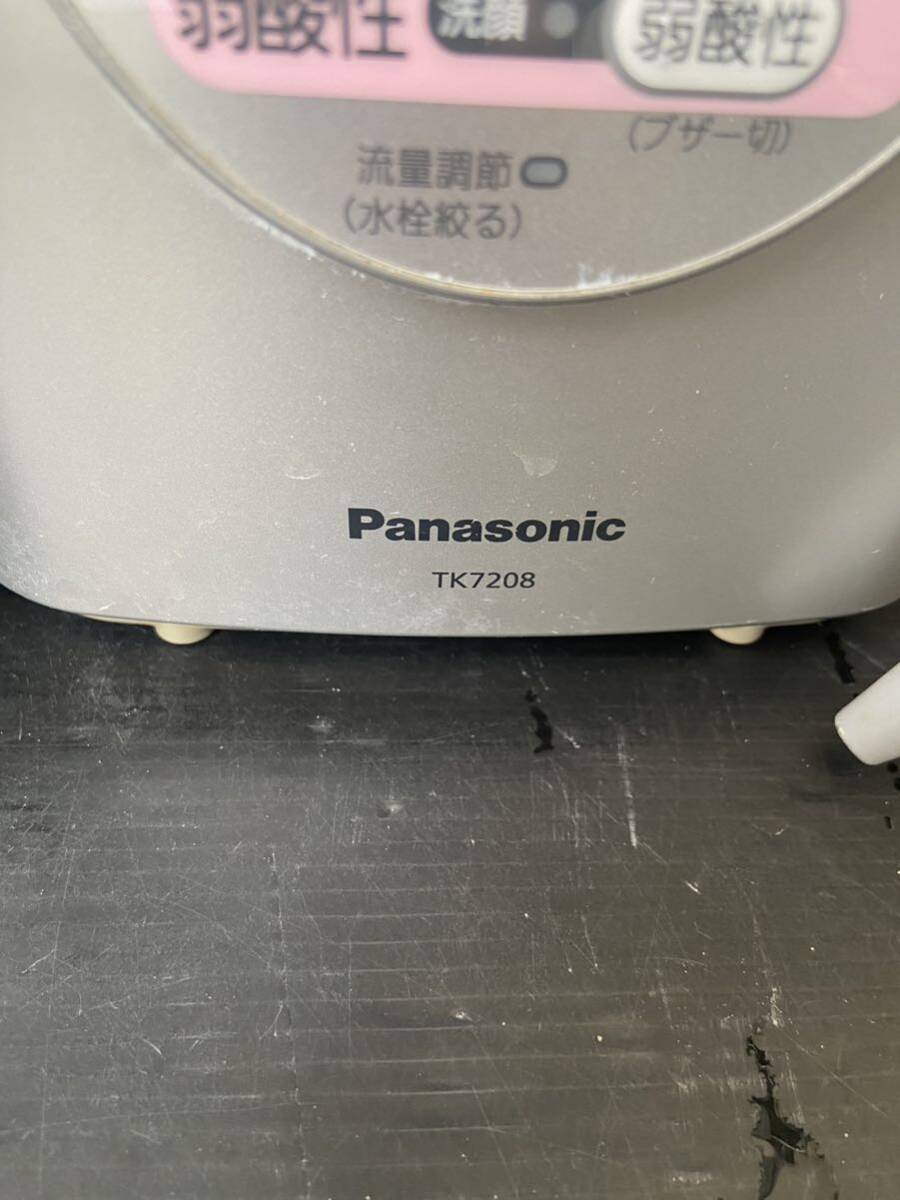 弱酸性 洗顔 弱酸性
(ブザー切)
流量調節
(水栓絞る)
Panasonic
TK7208